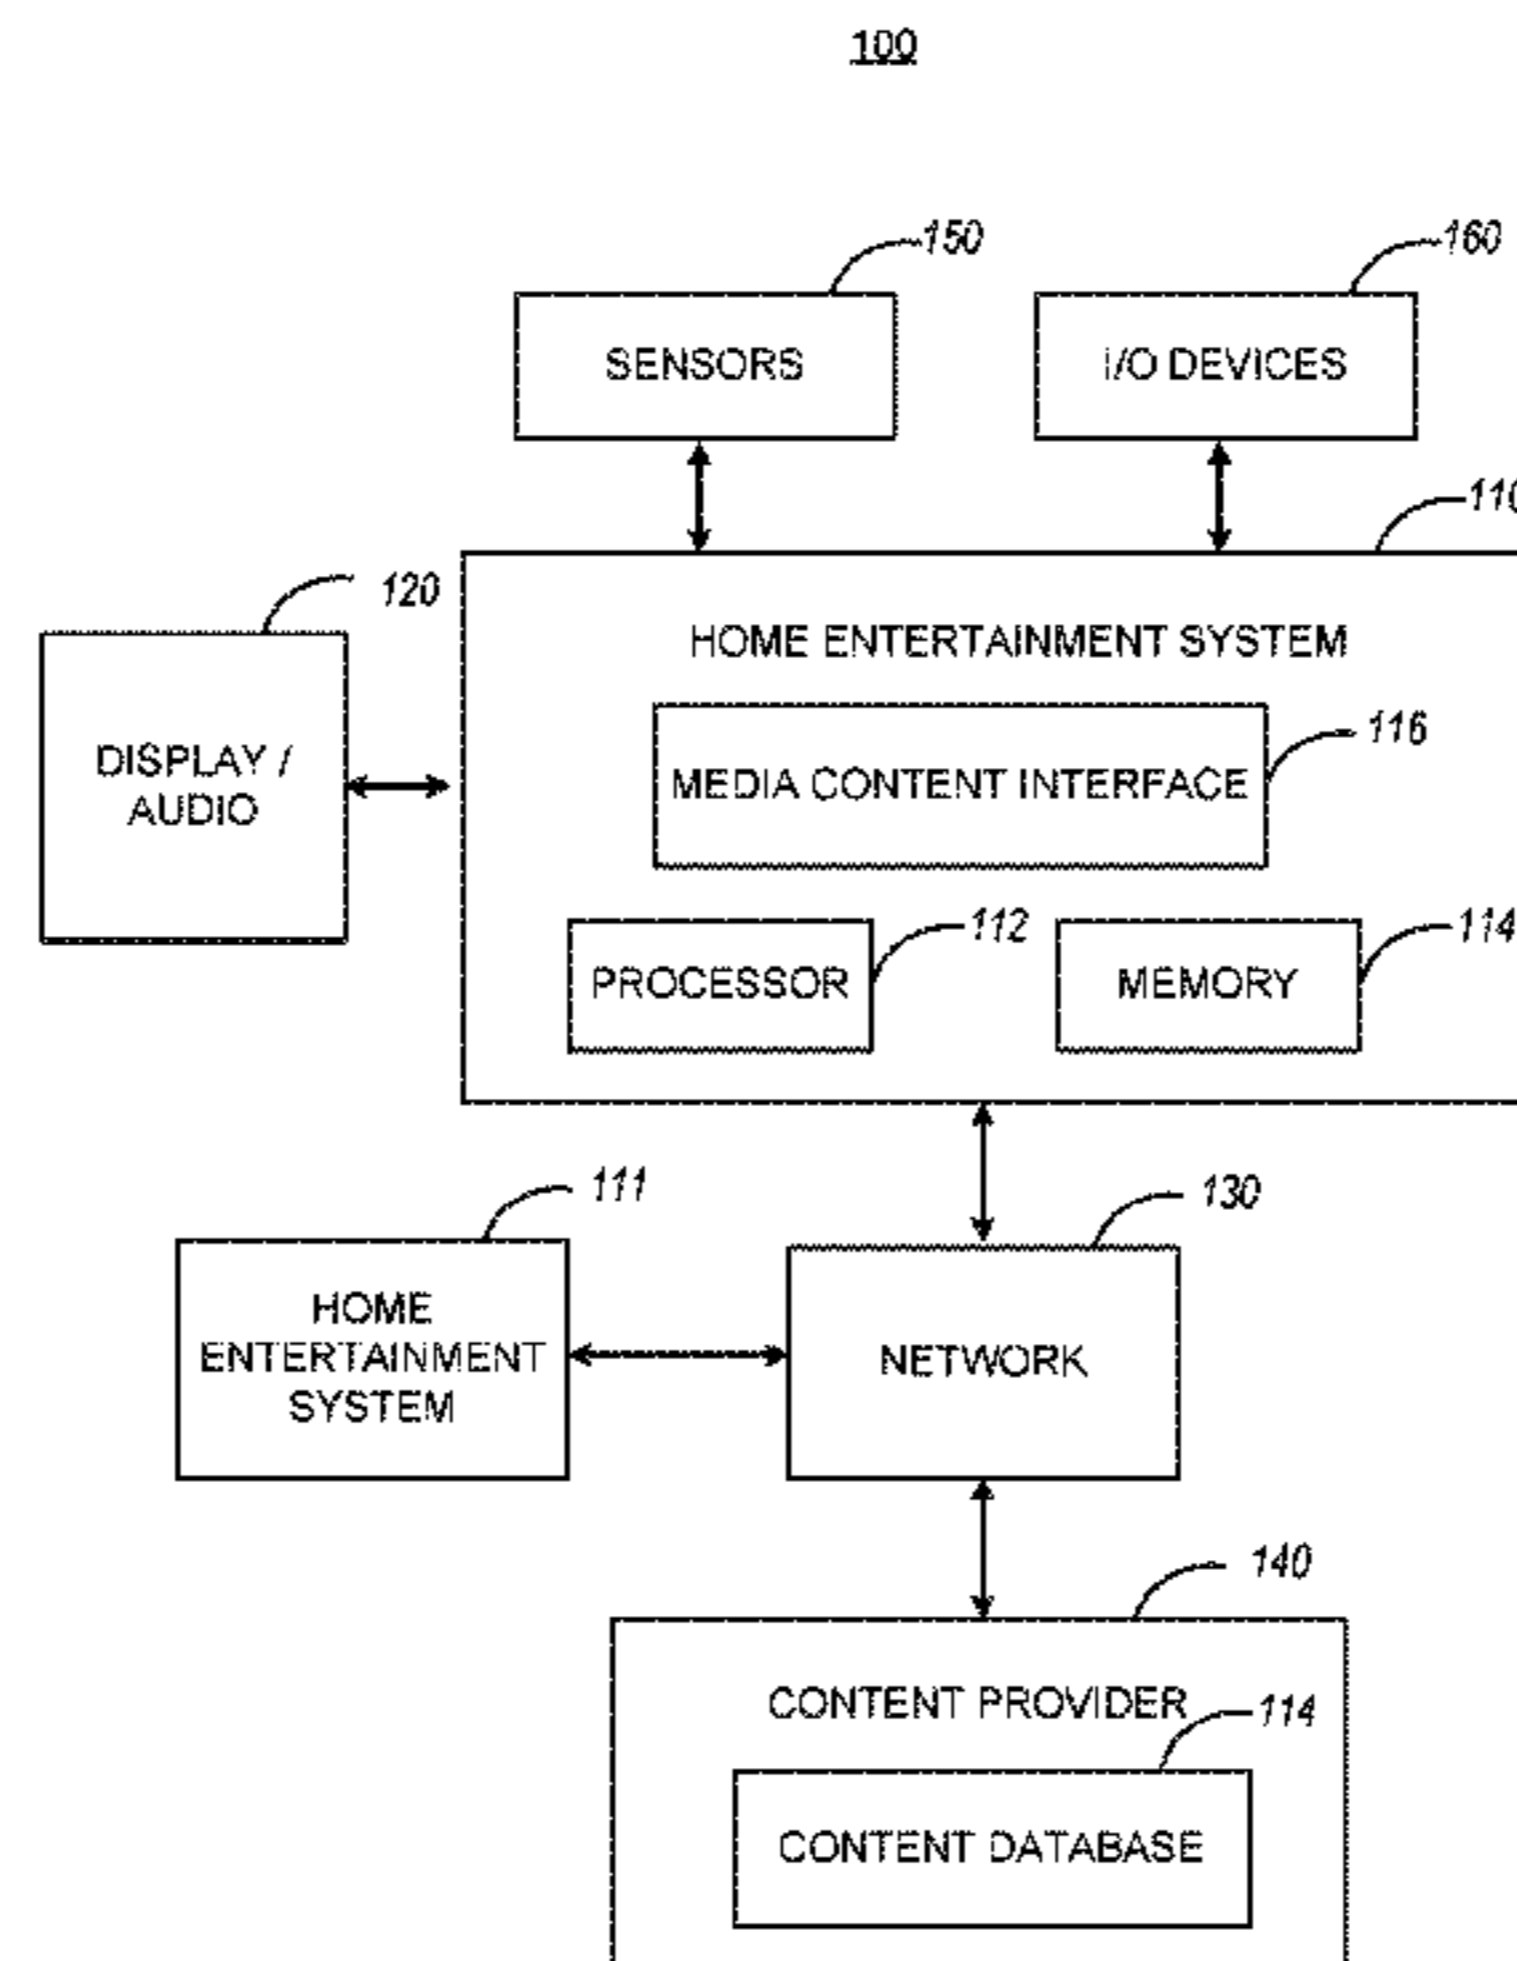 100
150
160
SENSORS
I/O DEVICES
110
120
HOME ENTERTAINMENT SYSTEM
116
DISPLAY /
AUDIO
MEDIA CONTENT INTERFACE
112
114
PROCESSOR
MEMORY
111
130
HOME
ENTERTAINMENT
SYSTEM
NETWORK
140
CONTENT PROVIDER
114
CONTENT DATABASE